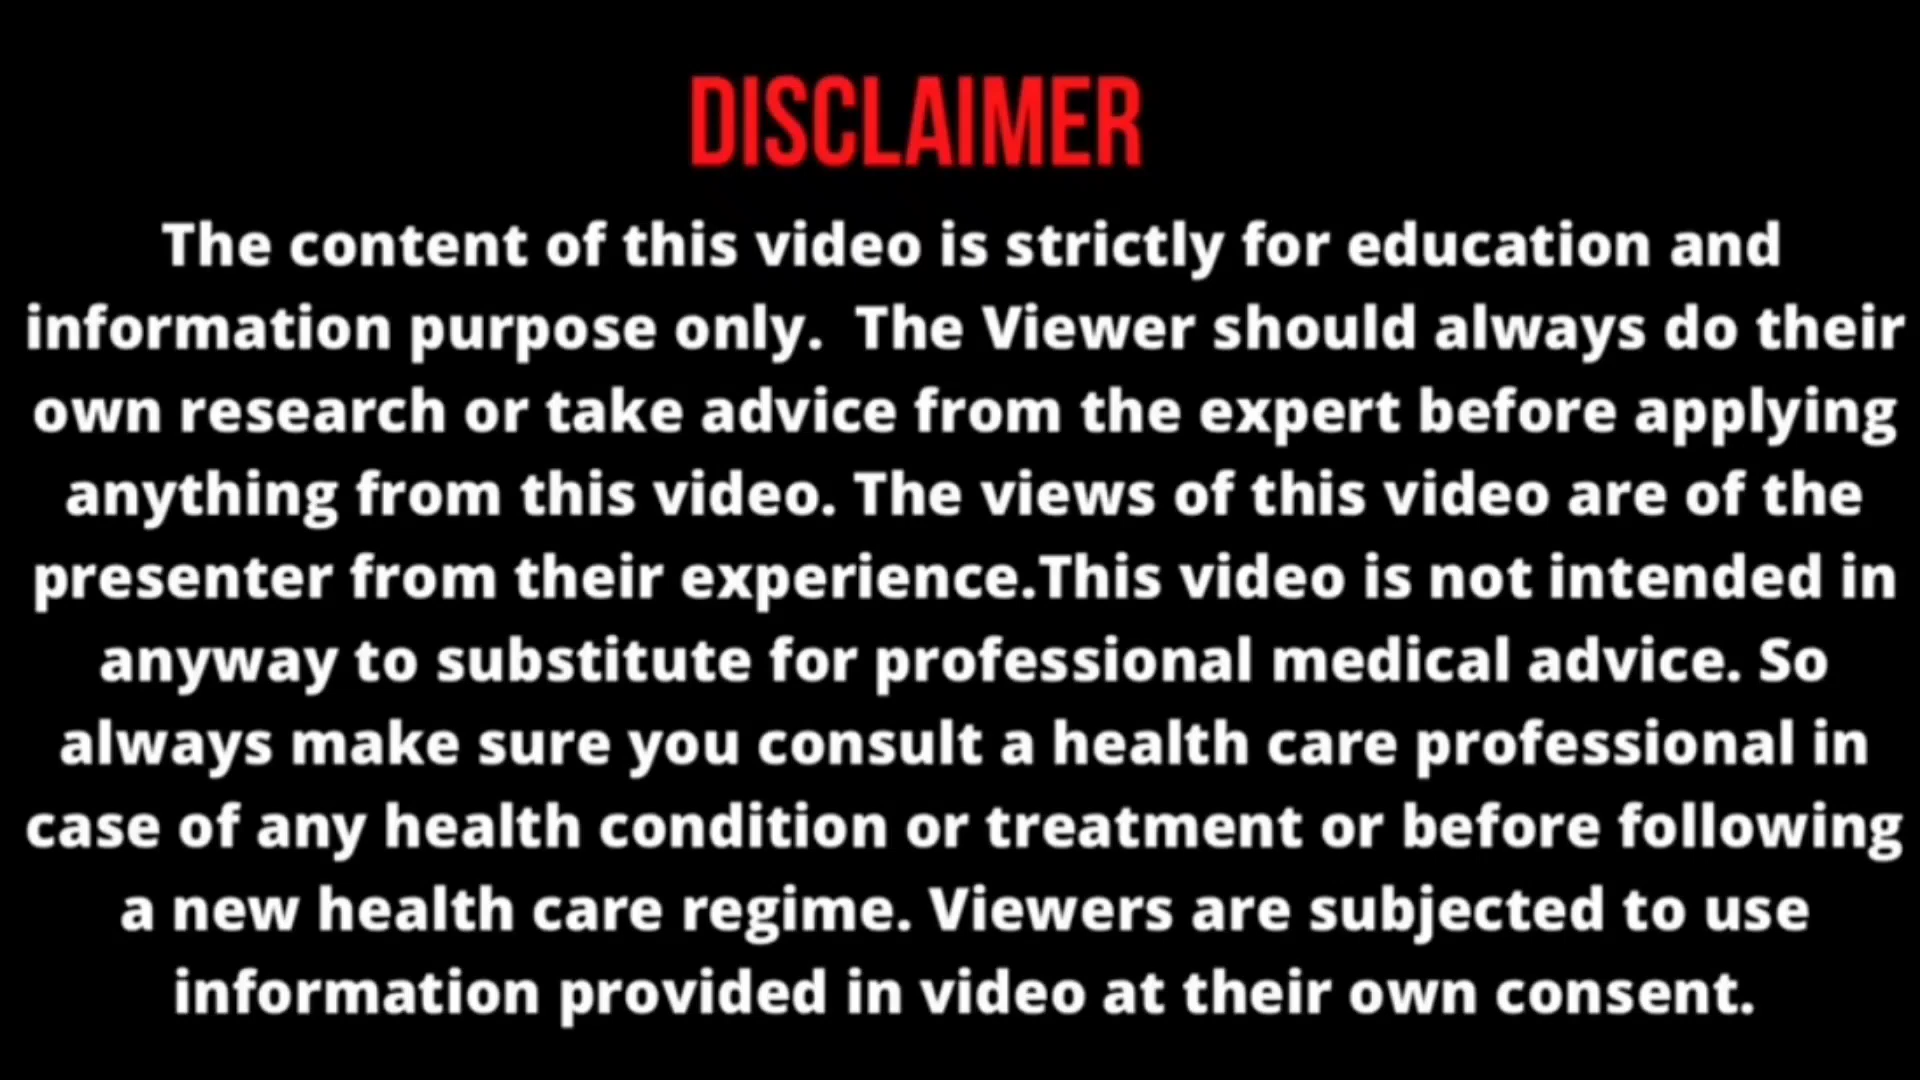 DISCLAIMER
The content of this video is strictly for education and
information purpose only.  The Viewer should always do their
own research or take advice from the expert before applying
anything from this video. The views of this video are of the
presenter from their experience.This video is not intended in
anyway to substitute for professional medical advice. So
always make sure you consult a health care professional in
case of any health condition or treatment or before following
a new health care regime. Viewers are subjected to use
information provided in video at their own consent.